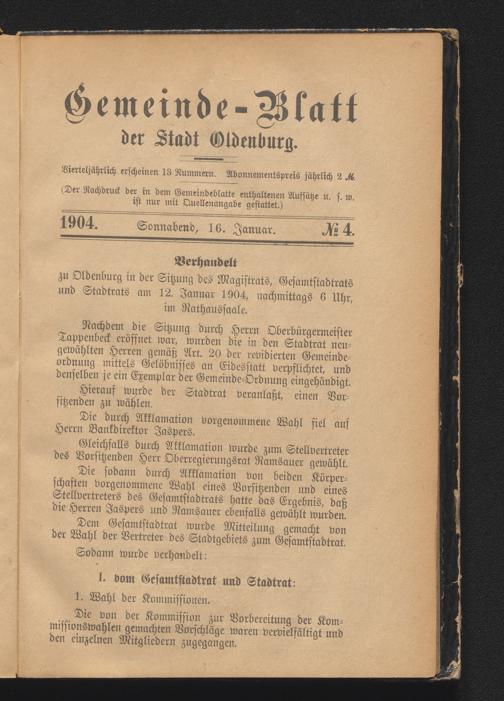 Gemeinde-Blatt
der Stadt Oldenburg.
Vierteljährlich erscheinen 13 Nummern. Abonnementspreis jährlich 2 ℳ
(Der Nachdruck der in dem Gemeindeblatte enthaltenen Aufsätze u. s. w.
ist nur mit Quellenangabe gestattet.)
1904. Sonnabend, 16. Januar. № 4.
Verhandelt
zu Oldenburg in der Sitzung des Magistrats, Gesamtstadtrats
und Stadtrats am 12. Januar 1904, nachmittags 6 Uhr,
im Rathaussaale.
Nachdem die Sitzung durch Herrn Oberbürgermeister
Tappenbeck eröffnet war, wurden die in den Stadtrat neu-
gewählten Herren gemäß Art. 20 der revidierten Gemeinde-
ordnung mittels Gelöbnisses an Eidesstatt verpflichtet, und
denselben je ein Exemplar der Gemeinde-Ordnung eingehändigt.
Hierauf wurde der Stadtrat veranlaßt, einen Vor-
sitzenden zu wählen.
Die durch Akklamation vorgenommene Wahl fiel auf
Herrn Bankdirektor Jaspers.
Gleichfalls durch Akklamation wurde zum Stellvertreter
des Vorsitzenden Herr Oberregierungsrat Ramsauer gewählt.
Die sodann durch Akklamation von beiden Körper-
schaften vorgenommene Wahl eines Vorsitzenden und eines
Stellvertreters des Gesamtstadtrats hatte das Ergebnis, daß
die Herren Jaspers und Ramsauer ebenfalls gewählt wurden.
Dem Gesamtstadtrat wurde Mitteilung gemacht von
der Wahl der Vertreter des Stadtgebiets zum Gesamtstadtrat.
Sodann wurde verhandelt:
I. vom Gesamtstadtrat und Stadtrat:
1. Wahl der Kommissionen.
Die von der Kommission zur Vorbereitung der Kom-
missionswahlen gemachten Vorschläge waren vervielfältigt und
den einzelnen Mitgliedern zugegangen.